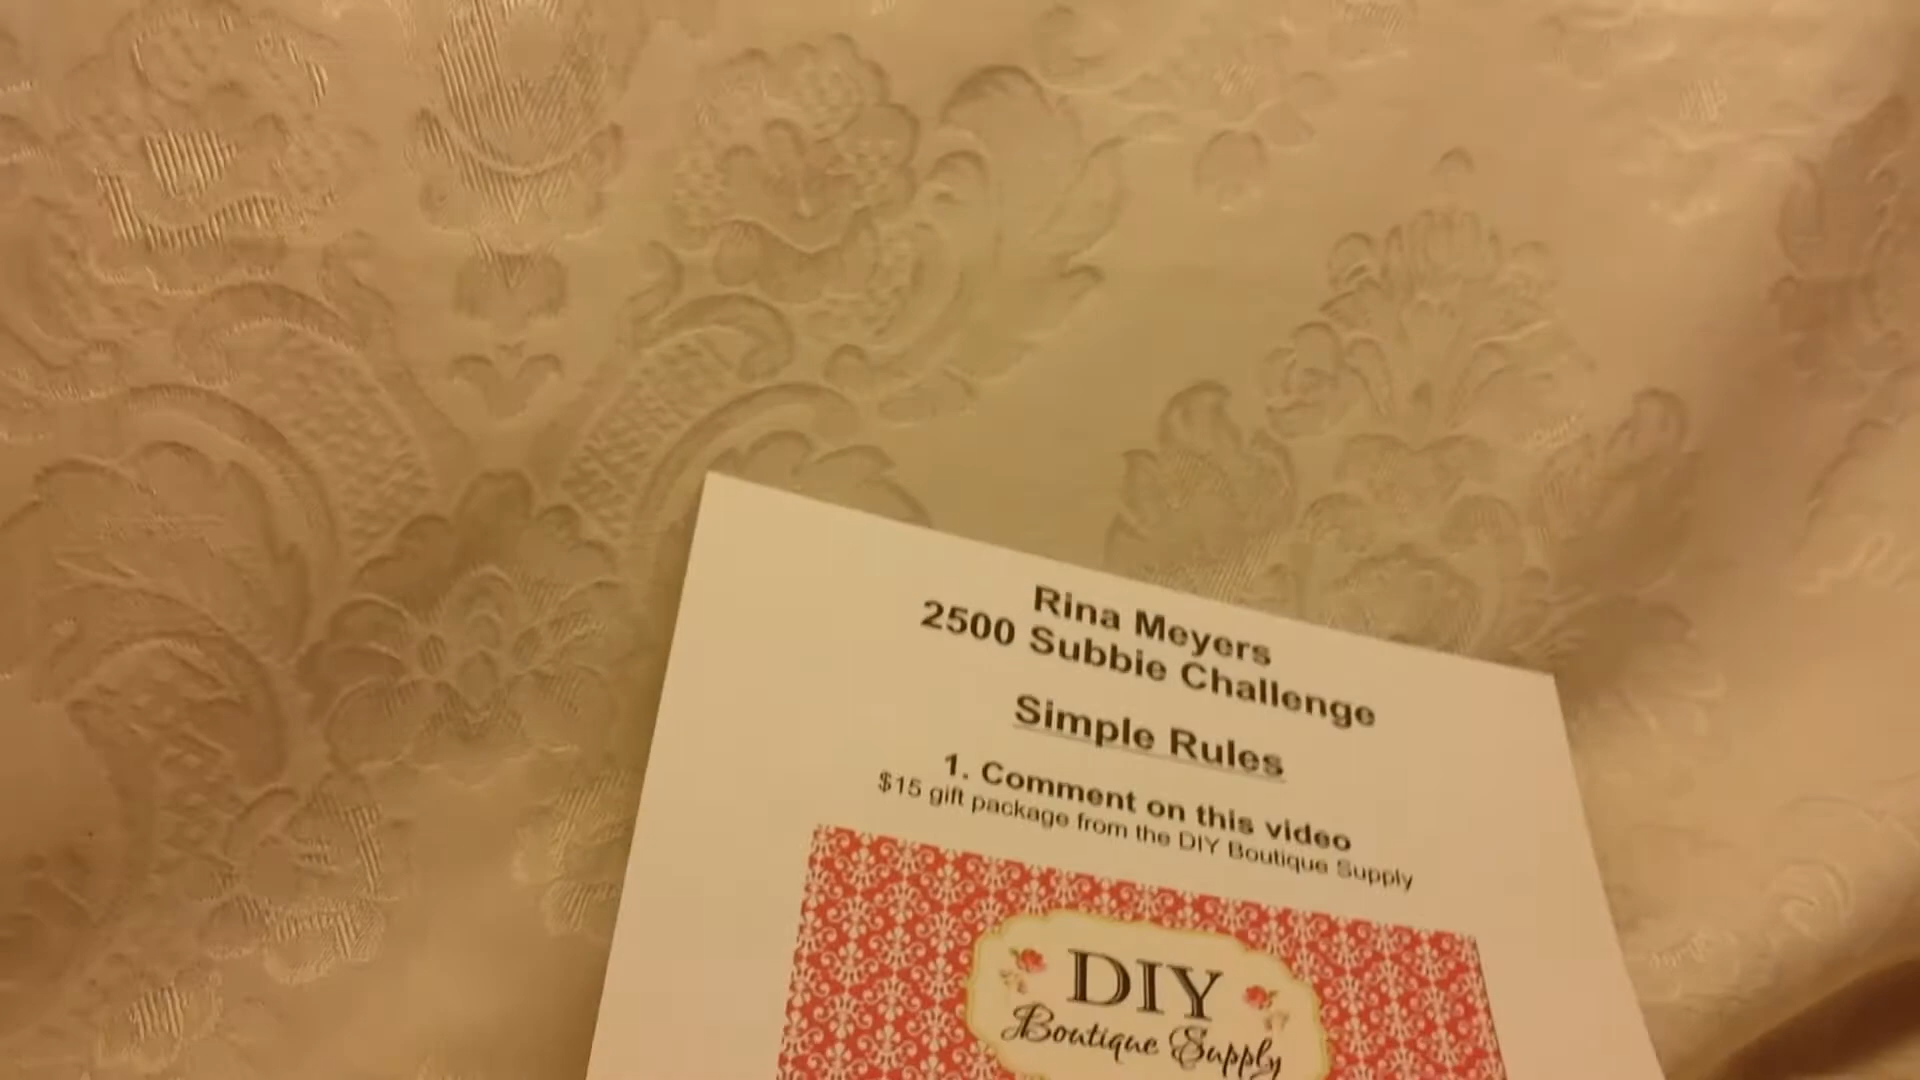 Rina Meyers
2500 Subbie Challenge
Simple Rules
1. Comment on this video
$15 gift package from the DIY Boutique Supply
DIY
Boutique Supply